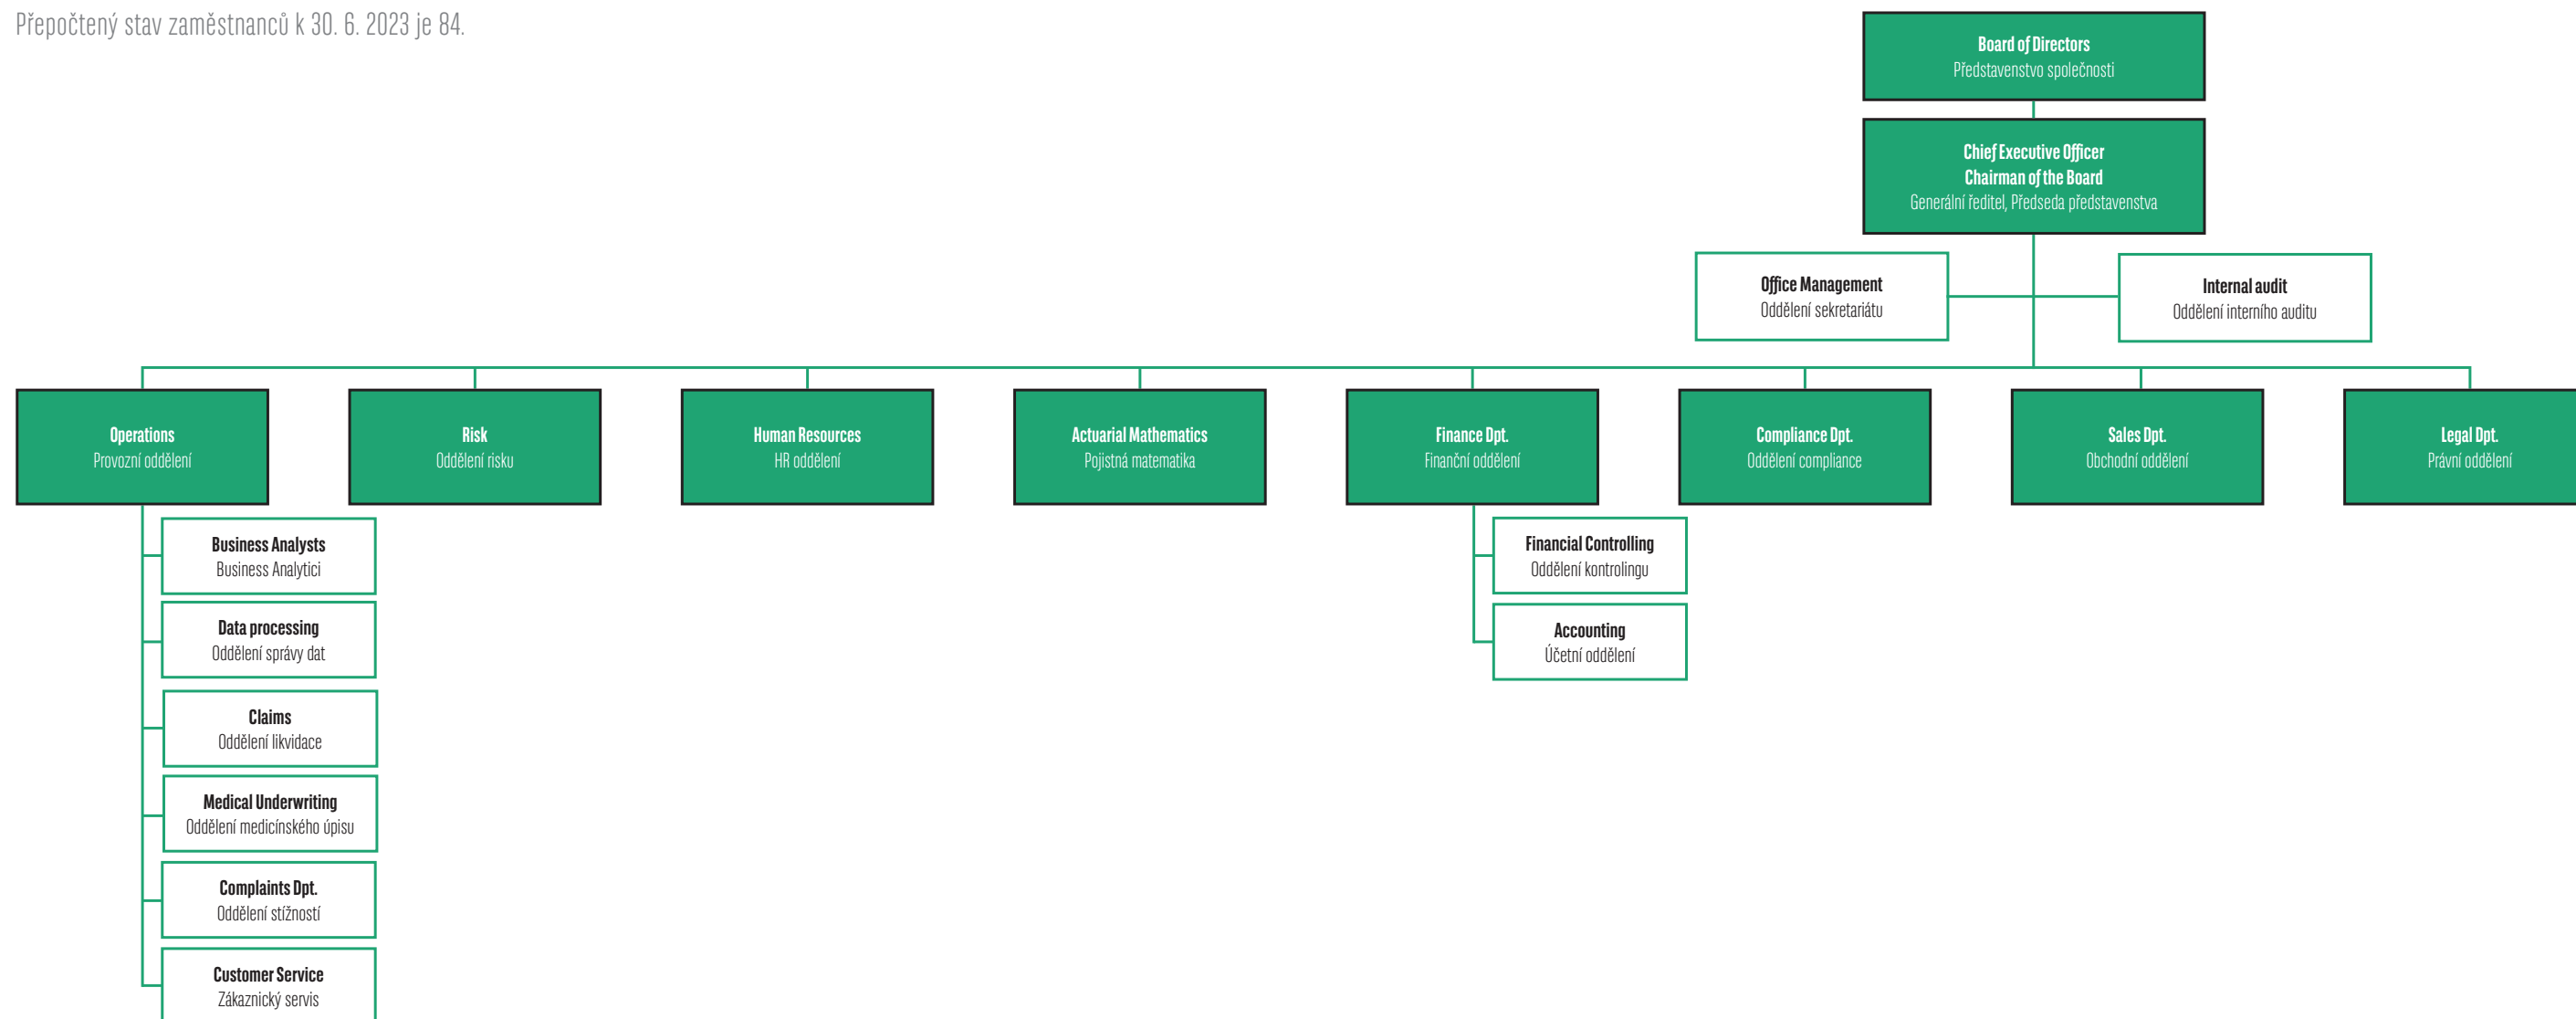 Přepočtený stav zaměstnanců k 30. 6. 2023 je 84.
Board of Directors
Představenstvo společnosti
Chief Executive Officer
Chairman of the Board
Generální ředitel, Předseda představenstva
Office Management
Oddělení sekretariátu
Internal audit
Oddělení interního auditu
Operations
Provozní oddělení
Risk
Oddělení risku
Human Resources
HR oddělení
Actuarial Mathematics
Pojistná matematika
Finance Dpt.
Finanční oddělení
Compliance Dpt.
Oddělení compliance
Sales Dpt.
Obchodní oddělení
Legal Dpt.
Právní oddělení
Business Analysts
Business Analytici
Data processing
Oddělení správy dat
Claims
Oddělení likvidace
Medical Underwriting
Oddělení medicínského úpisu
Complaints Dpt.
Oddělení stížností
Customer Service
Zákaznický servis
Financial Controlling
Oddělení kontrolingu
Accounting
Účetní oddělení